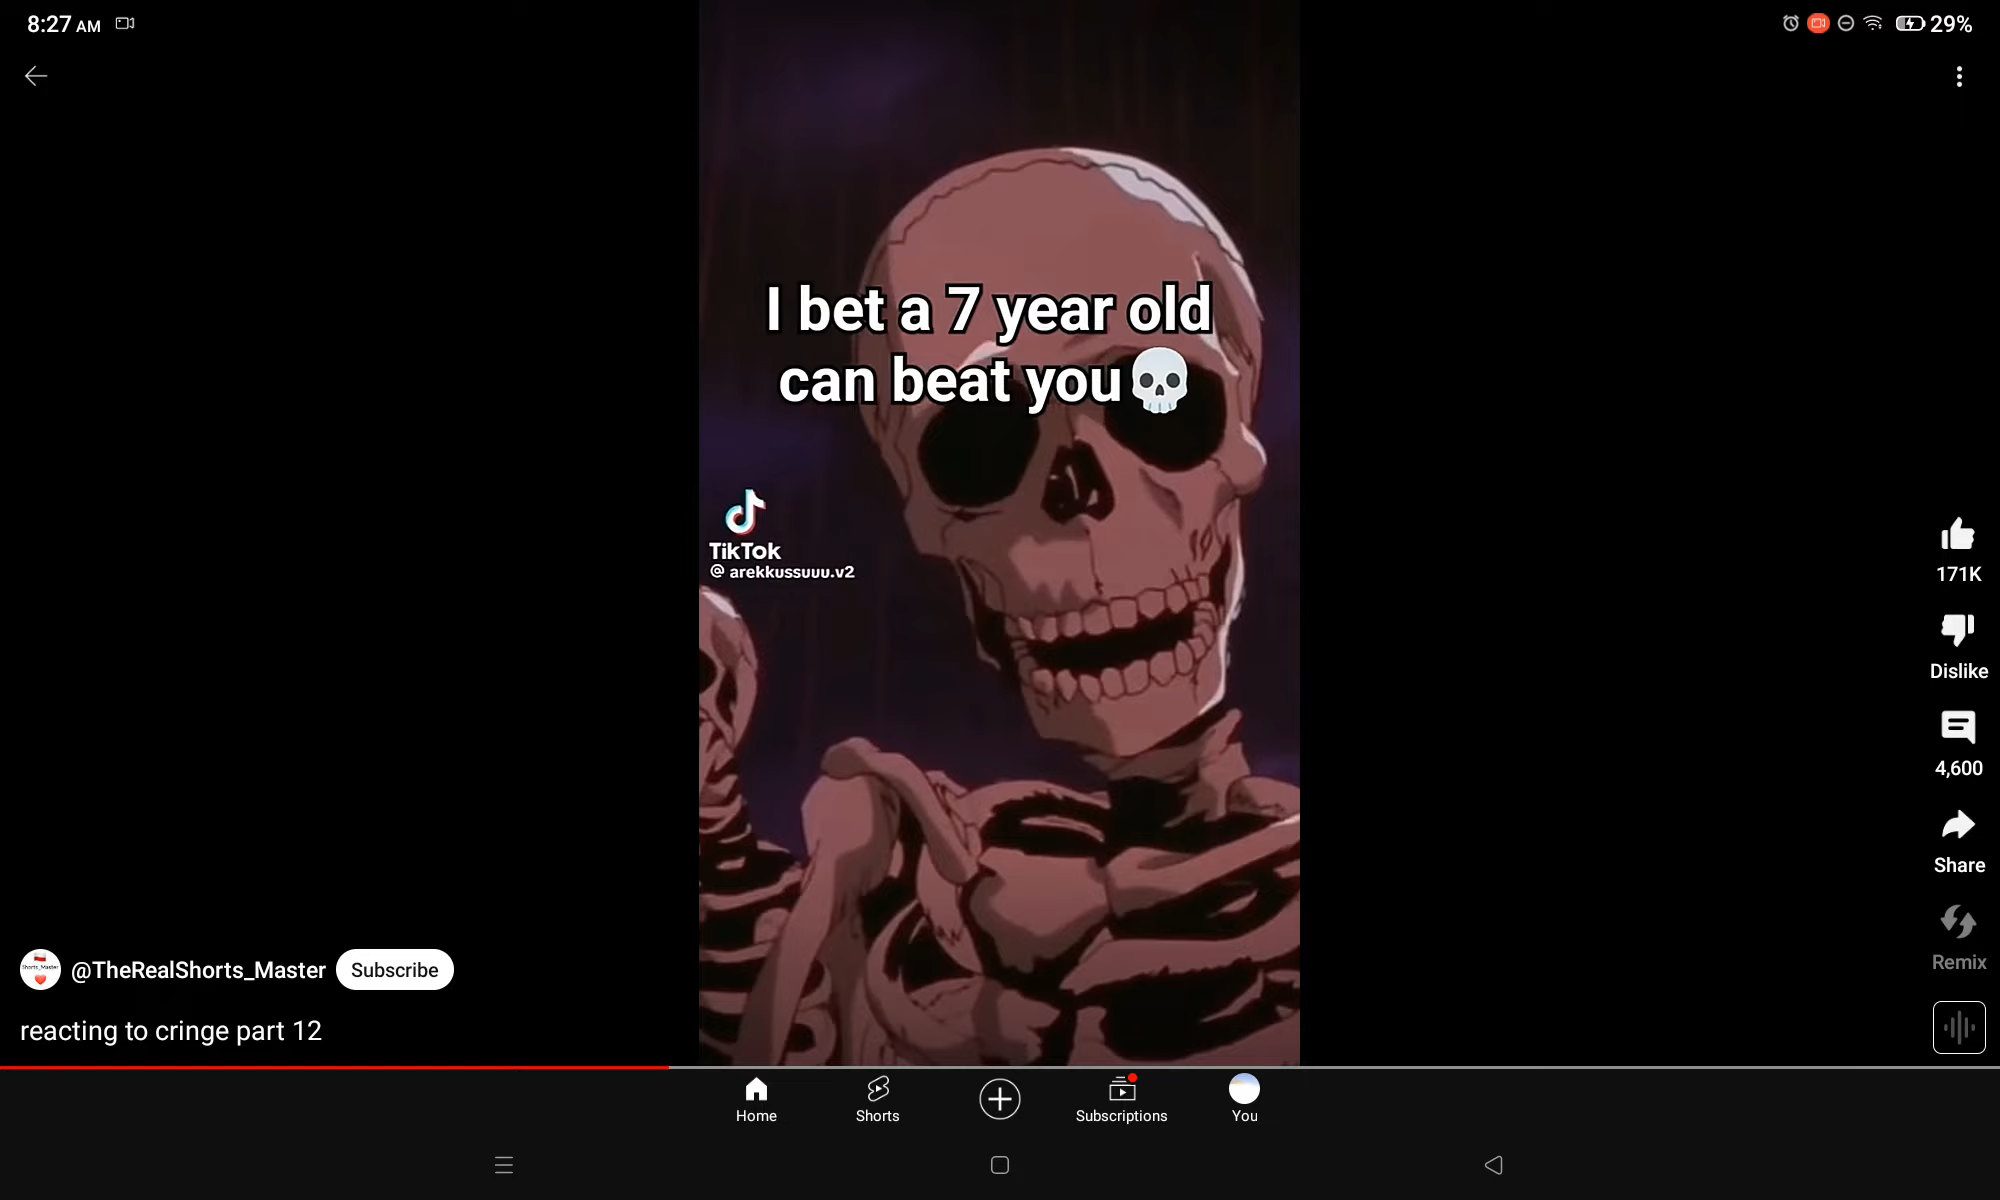 8:27 AM
29%
I bet a 7 year old
can beat you💀
TikTok
@ arekkussuuu.v2
171K
Dislike
4,600
Share
Remix
Shorts_Master
@TheRealShorts_Master
Subscribe
reacting to cringe part 12
Home
Shorts
Subscriptions
You